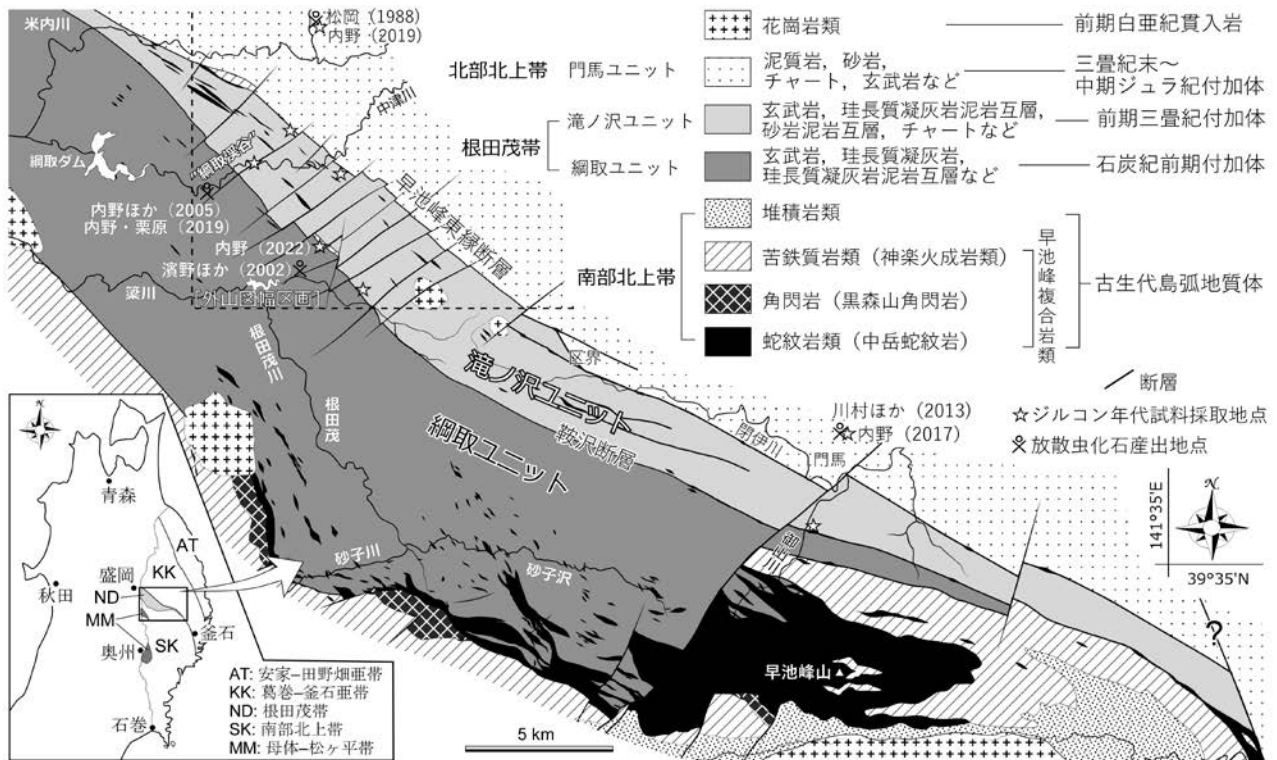 米内川
松岡（1988）
内野（2019）
中津川
綱取ダム
“綱取渓谷”
内野ほか（2005）
内野・栗原（2019）
内野（2022）
濱野ほか（2002）
簗川
［外山図幅区画］
早池峰東縁断層
根田茂川
根田茂
区界
滝ノ沢ユニット
鞍沢断層
綱取ユニット
川村ほか（2013）
内野（2017）
閉伊川
門馬
御山川
砂子川
砂子沢
早池峰山
?
5 km
花崗岩類
前期白亜紀貫入岩
北部北上帯
門馬ユニット
泥質岩，砂岩，
チャート，玄武岩など
三畳紀末～
中期ジュラ紀付加体
根田茂帯
滝ノ沢ユニット
玄武岩，珪長質凝灰岩泥岩互層，
砂岩泥岩互層，チャートなど
前期三畳紀付加体
綱取ユニット
玄武岩，珪長質凝灰岩，
珪長質凝灰岩泥岩互層など
石炭紀前期付加体
南部北上帯
堆積岩類
苦鉄質岩類（神楽火成岩類）
角閃岩（黒森山角閃岩）
蛇紋岩類（中岳蛇紋岩）
早池峰複合岩類
古生代島弧地質体
断層
ジルコン年代試料採取地点
放散虫化石産出地点
N
141°35'E
39°35'N
N
青森
秋田
盛岡
釜石
奥州
石巻
AT
KK
ND
MM
SK
AT: 安家–田野畑亜帯
KK: 葛巻–釜石亜帯
ND: 根田茂帯
SK: 南部北上帯
MM: 母体–松ヶ平帯